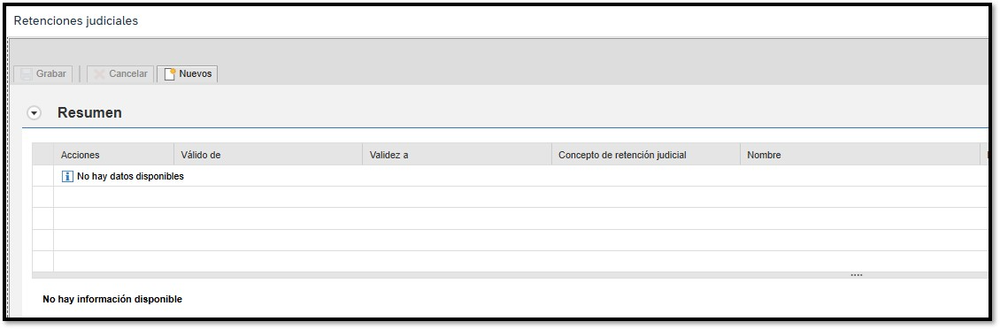 Retenciones judiciales
Grabar Cancelar Nuevos
Resumen
Acciones Válido de Validez a Concepto de retención judicial Nombre
No hay datos disponibles
No hay información disponible